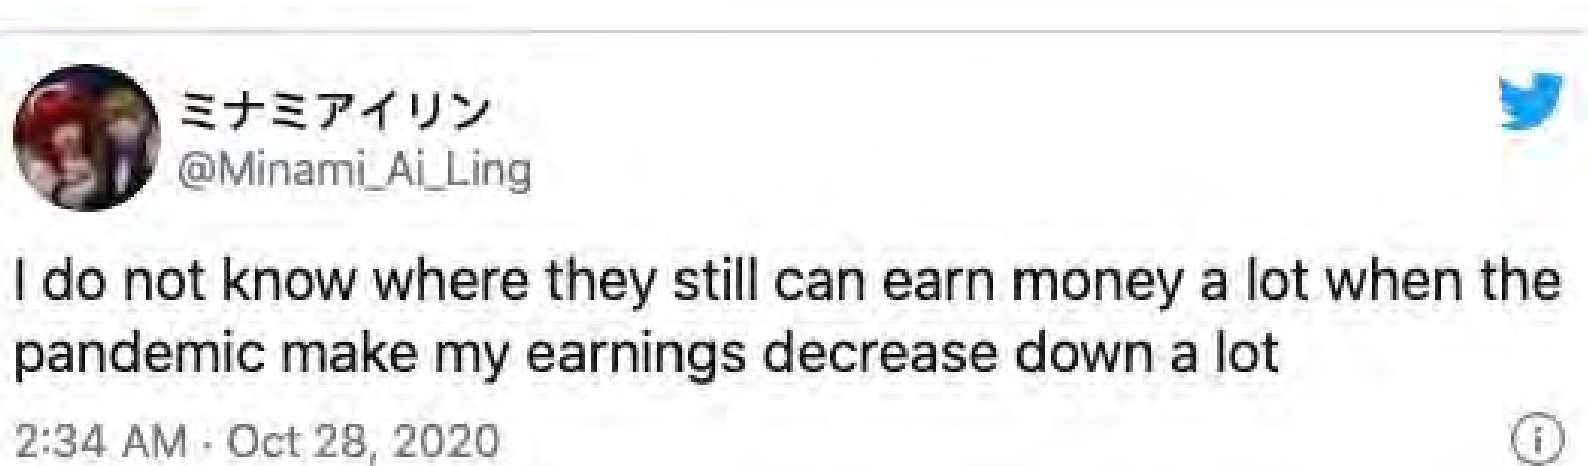 ミナミアイリン
@Minami_Ai_Ling
I do not know where they still can earn money a lot when the
pandemic make my earnings decrease down a lot
2:34 AM · Oct 28, 2020